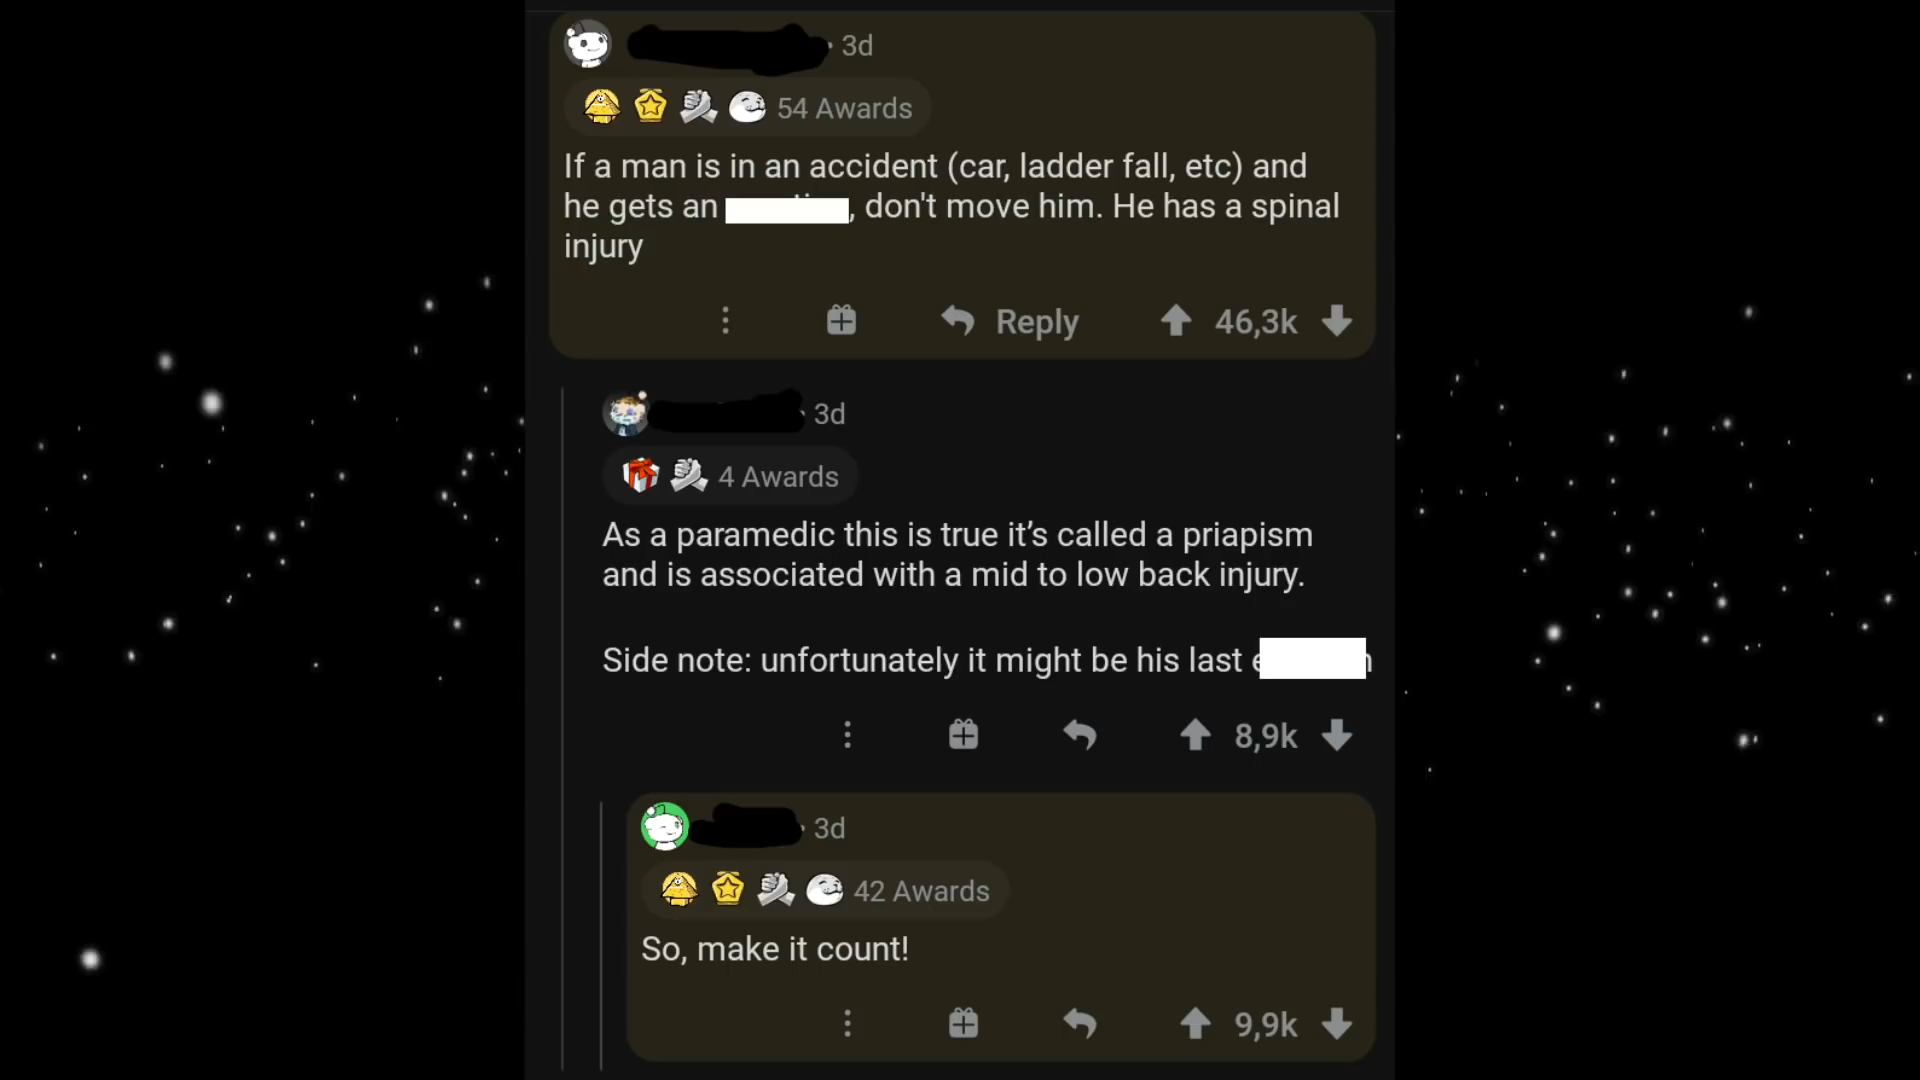 3d
54 Awards
If a man is in an accident (car, ladder fall, etc) and
he gets an , don't move him. He has a spinal
injury
Reply 46,3k
3d
4 Awards
As a paramedic this is true it’s called a priapism
and is associated with a mid to low back injury.
Side note: unfortunately it might be his last
8,9k
3d
42 Awards
So, make it count!
9,9k